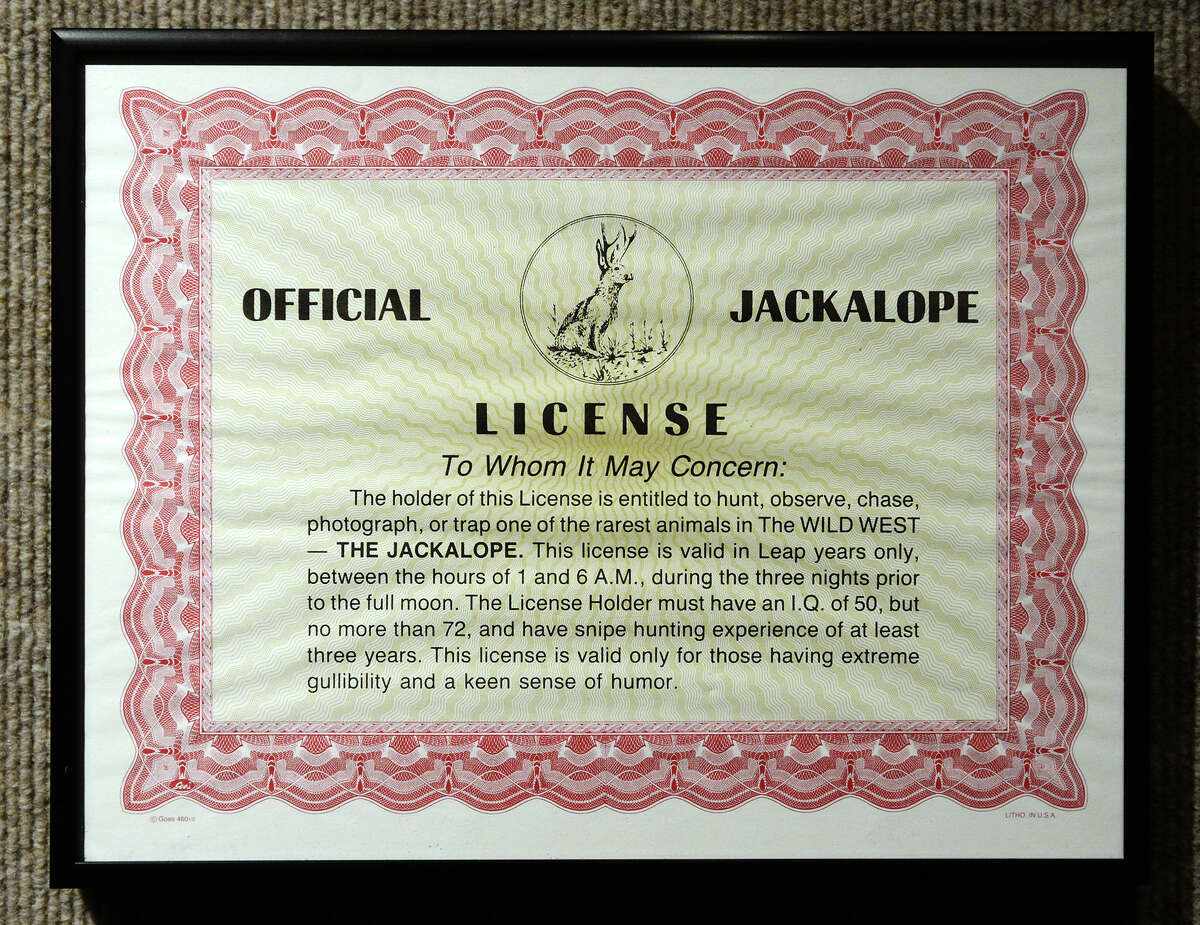 OFFICIAL JACKALOPE
LICENSE
To Whom It May Concern:
The holder of this License is entitled to hunt, observe, chase,
photograph, or trap one of the rarest animals in The WILD WEST
— THE JACKALOPE. This license is valid in Leap years only,
between the hours of 1 and 6 A.M., during the three nights prior
to the full moon. The License Holder must have an I.Q. of 50, but
no more than 72, and have snipe hunting experience of at least
three years. This license is valid only for those having extreme
gullibility and a keen sense of humor.
Goes
© Goes 460
LITHO. IN U.S.A.